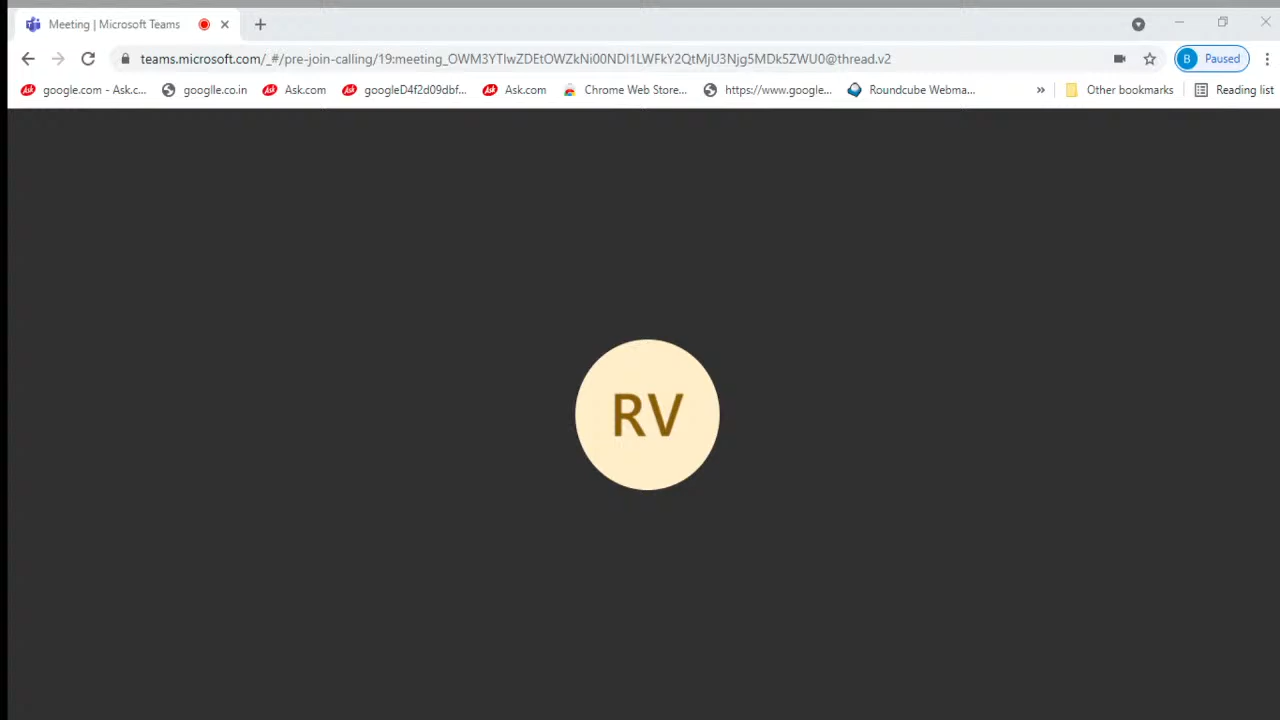 Meeting | Microsoft Teams
teams.microsoft.com/_#/pre-join-calling/19:meeting_OWM3YTIwZDEtOWZkNi00NDI1LWFkY2QtMjU3Njg5MDk5ZWU0@thread.v2
B Paused
google.com - Ask.c... googlle.co.in Ask.com googleD4f2d09dbf... Ask.com Chrome Web Store... https://www.google... Roundcube Webma... » Other bookmarks Reading list
RV